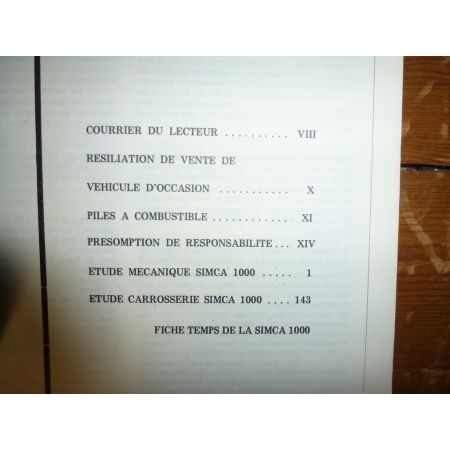 COURRIER DU LECTEUR .......... VIII
RESILIATION DE VENTE DE
VEHICULE D'OCCASION ........... X
PILES A COMBUSTIBLE ............ XI
PRESOMPTION DE RESPONSABILITE ... XIV
ETUDE MECANIQUE SIMCA 1000 ..... 1
ETUDE CARROSSERIE SIMCA 1000 .... 143
FICHE TEMPS DE LA SIMCA 1000